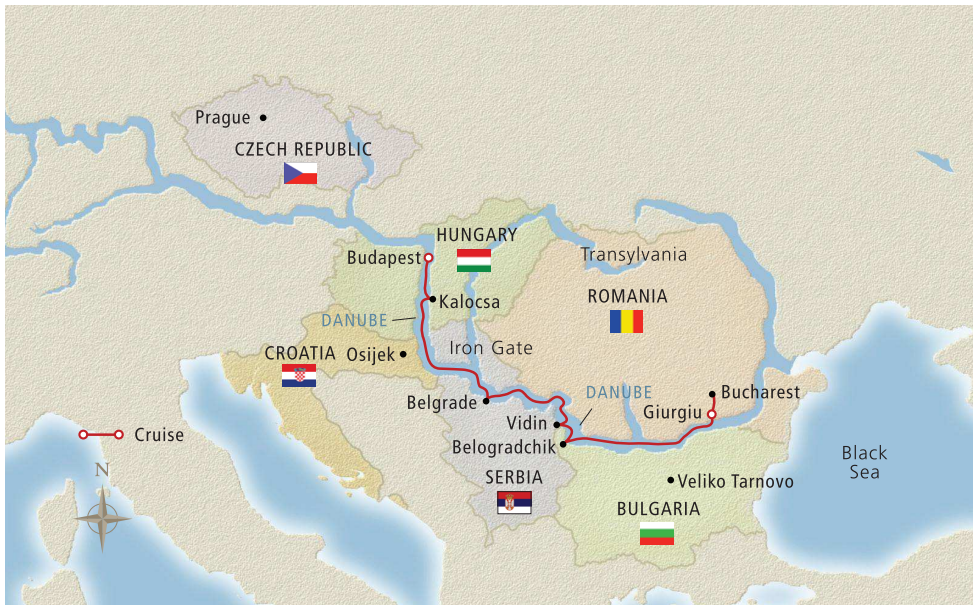 Prague
CZECH REPUBLIC
HUNGARY
Budapest
Transylvania
ROMANIA
Kalocsa
DANUBE
Iron Gate
CROATIA
Osijek
Belgrade
DANUBE
Bucharest
Giurgiu
Vidin
Belogradchik
Cruise
N
Black
Sea
SERBIA
Veliko Tarnovo
BULGARIA